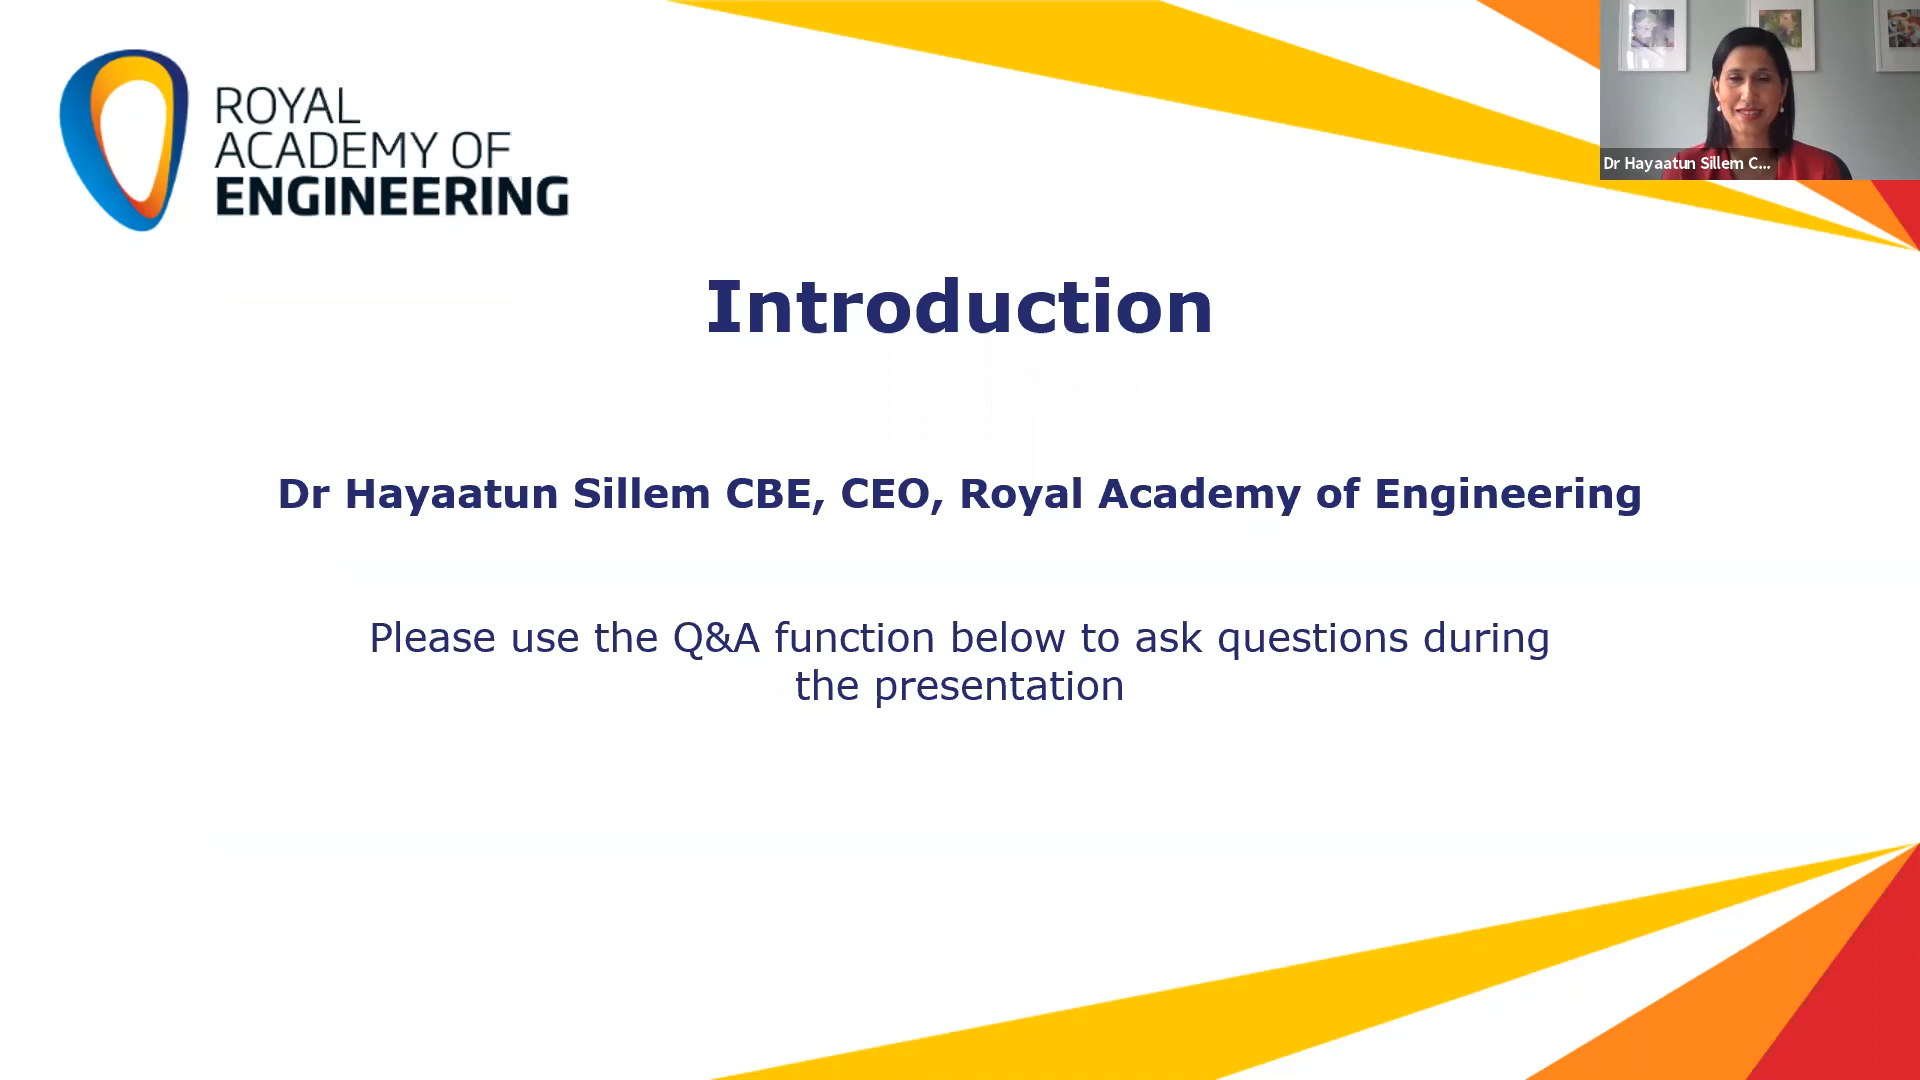 ROYAL
ACADEMY OF
ENGINEERING
Dr Hayaatun Sillem C...
Introduction
Dr Hayaatun Sillem CBE, CEO, Royal Academy of Engineering
Please use the Q&A function below to ask questions during
the presentation